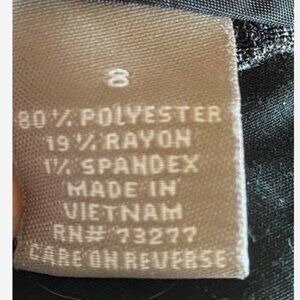 8
80% POLYESTER
19% RAYON
1% SPANDEX
MADE IN
VIETNAM
RN# 73277
CARE ON REVERSE